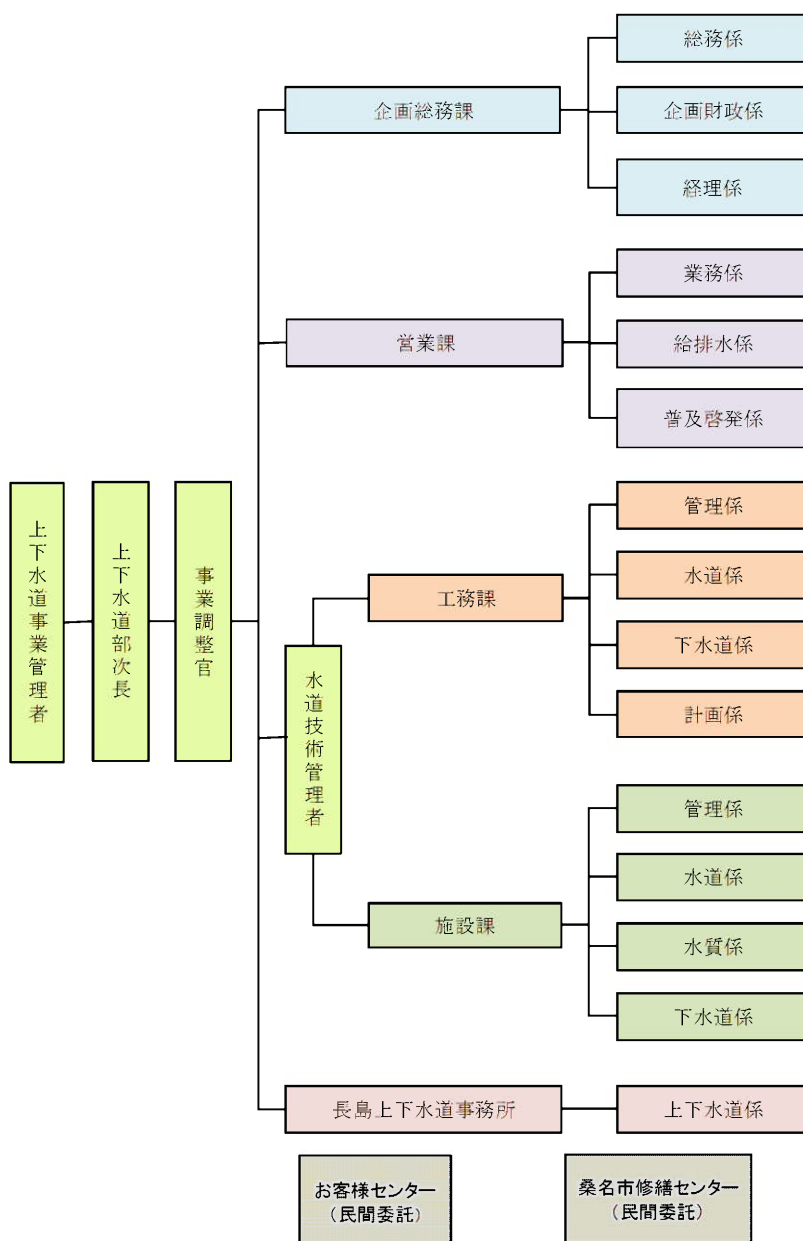 上下水道事業管理者
上下水道部次長
事業調整官
企画総務課
総務係
企画財政係
経理係
営業課
業務係
給排水係
普及啓発係
水道技術管理者
工務課
管理係
水道係
下水道係
計画係
施設課
管理係
水道係
水質係
下水道係
長島上下水道事務所
上下水道係
お客様センター
（民間委託）
桑名市修繕センター
（民間委託）